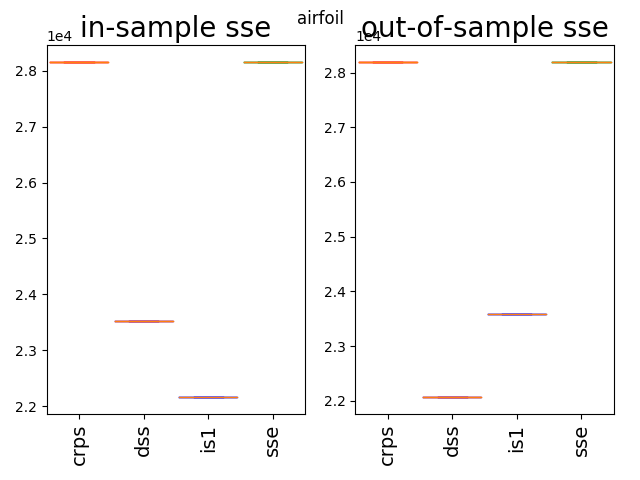 airfoil
in-sample sse
out-of-sample sse
1e4
1e4
2.8
2.7
2.6
2.5
2.4
2.3
2.2
2.8
2.7
2.6
2.5
2.4
2.3
2.2
crps
dss
is1
sse
crps
dss
is1
sse